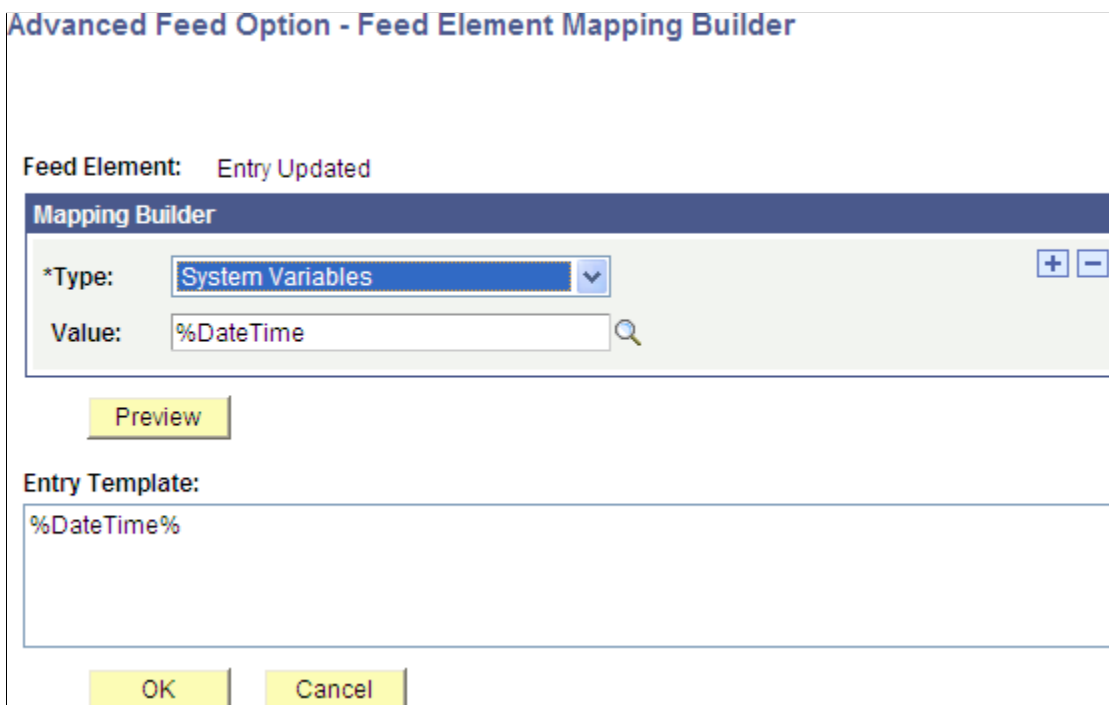 Advanced Feed Option - Feed Element Mapping Builder
Feed Element: Entry Updated
Mapping Builder
*Type: System Variables
Value: %DateTime
Preview
Entry Template:
%DateTime%
OK Cancel